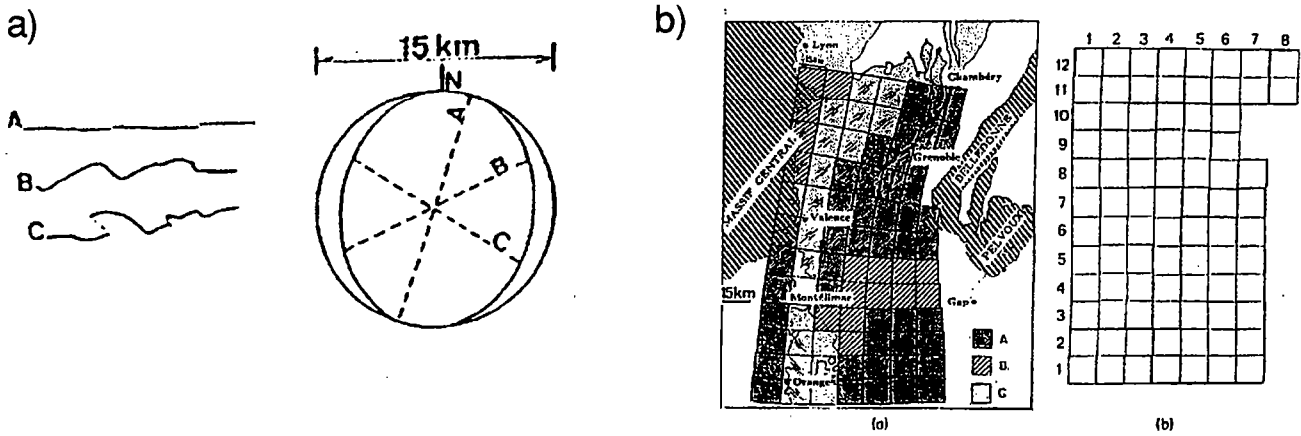 a)
15 km
N
A
A
B
B
C
C
b)
Lyon
Chambéry
MASSIF CENTRAL
Grenoble
BELLEDONNE
Valence
PELVOUX
15km
Montélimar
Gap
Orange
A
B
C
(a)
1 2 3 4 5 6 7 8
12
11
10
9
8
7
6
5
4
3
2
1
(b)